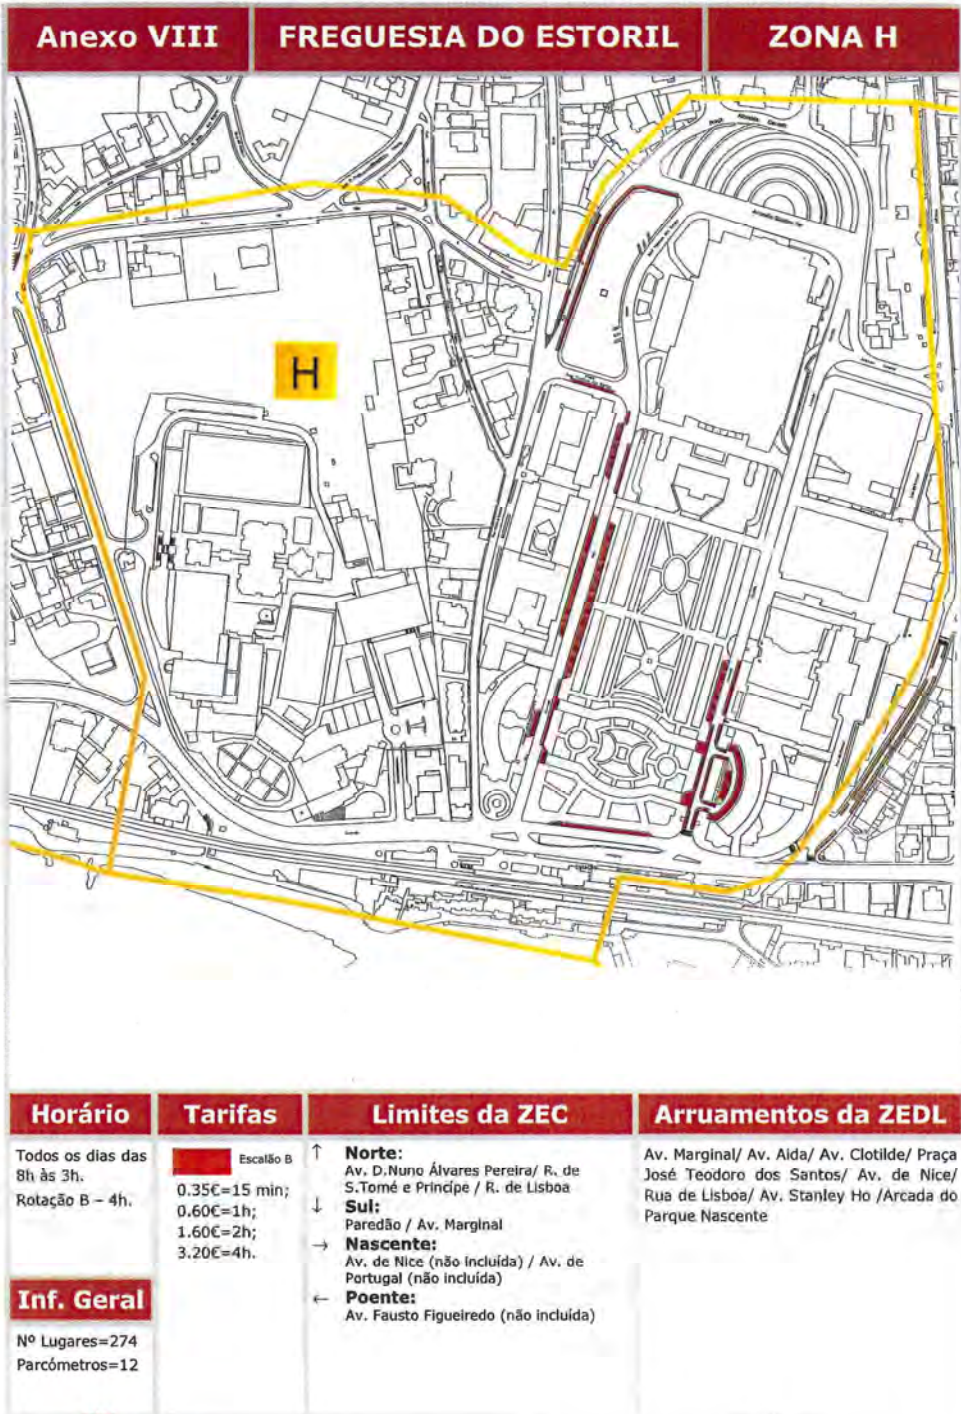 Anexo VIII
FREGUESIA DO ESTORIL
ZONA H
H
Horário
Todos os dias das
8h às 3h.
Rotação B – 4h.
Inf. Geral
Nº Lugares=274
Parcómetros=12
Tarifas
Escalão B
0.35€=15 min;
0.60€=1h;
1.60€=2h;
3.20€=4h.
Limites da ZEC
↑ Norte:
Av. D.Nuno Álvares Pereira/ R. de
S.Tomé e Principe / R. de Lisboa
↓ Sul:
Paredão / Av. Marginal
→ Nascente:
Av. de Nice (não incluída) / Av. de
Portugal (não incluída)
← Poente:
Av. Fausto Figueiredo (não incluída)
Arruamentos da ZEDL
Av. Marginal/ Av. Aida/ Av. Clotilde/ Praça
José Teodoro dos Santos/ Av. de Nice/
Rua de Lisboa/ Av. Stanley Ho /Arcada do
Parque Nascente